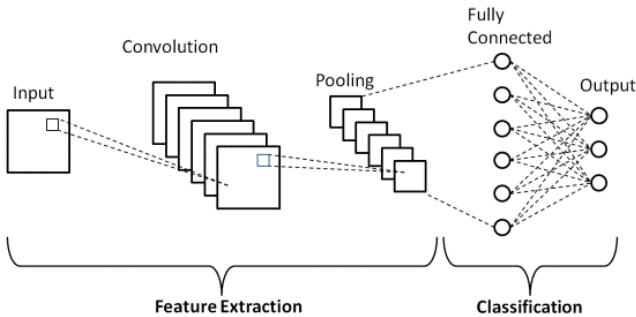 Input
Convolution
Pooling
Fully
Connected
Output
Feature Extraction
Classification